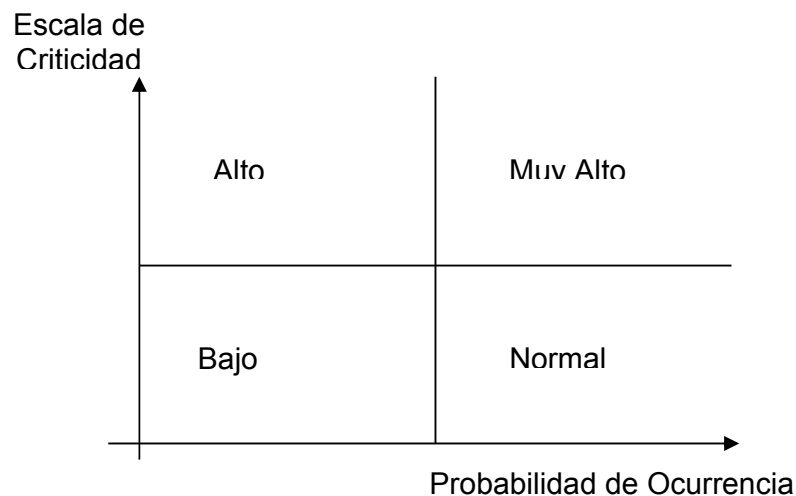 Escala de
Criticidad
Alto
Muy Alto
Bajo
Normal
Probabilidad de Ocurrencia